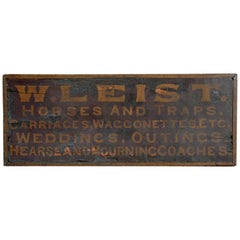 W. LEIST.
HORSES AND TRAPS,
CARRIAGES, WAGGONETTES, ETC
WEDDINGS, OUTINGS
HEARSE AND MOURNING COACHES